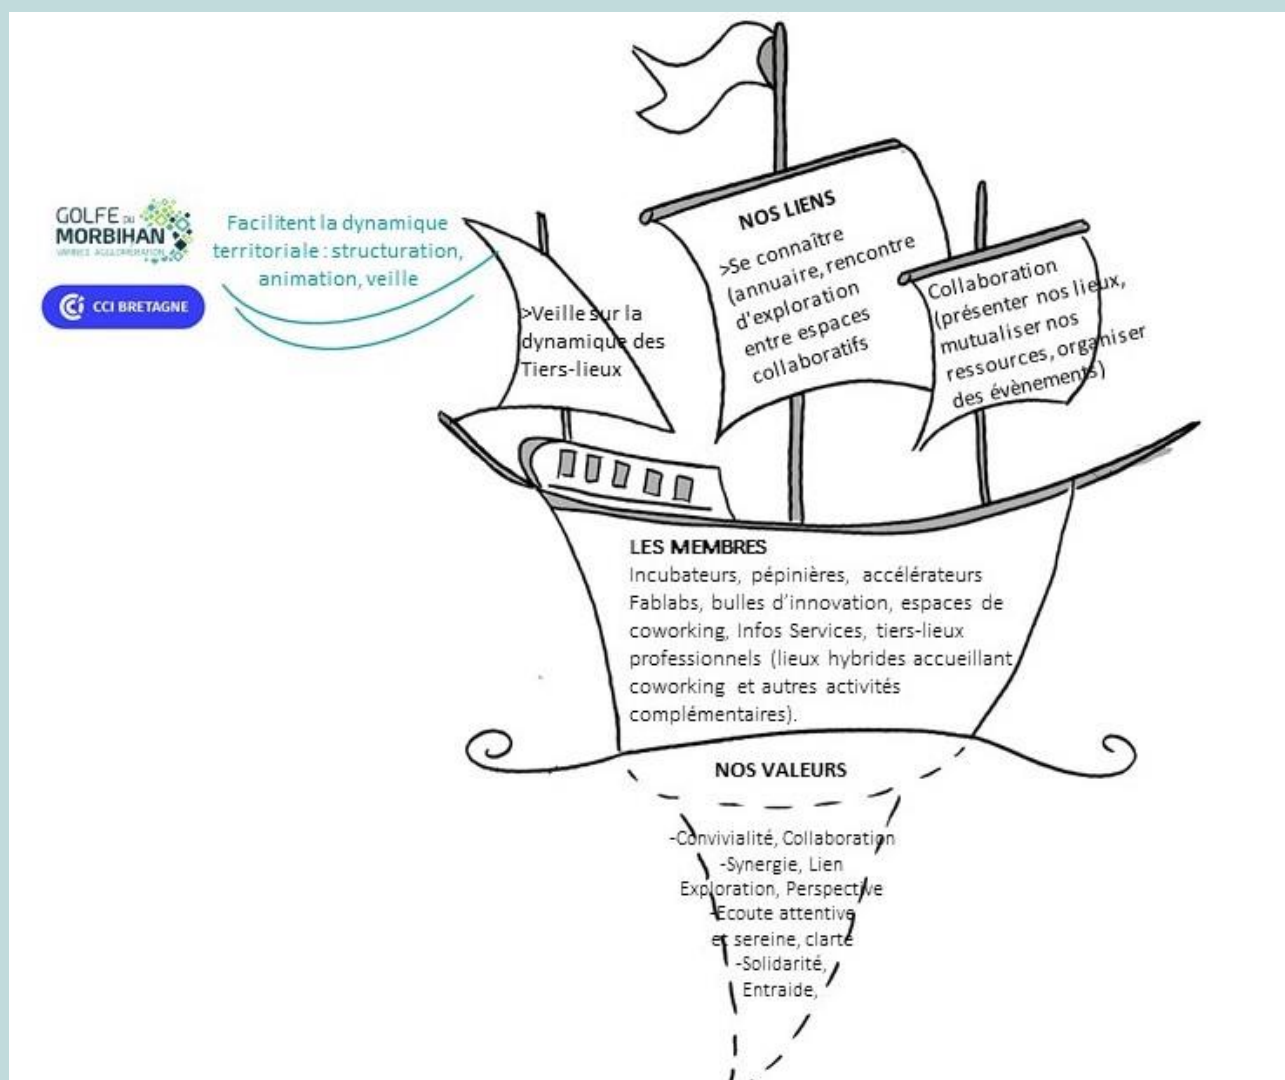 GOLFE DU
MORBIHAN
VANNES AGGLOMÉRATION
CCI BRETAGNE
Facilitent la dynamique
territoriale : structuration,
animation, veille
>Veille sur la
dynamique des
Tiers-lieux
NOS LIENS
>Se connaître
(annuaire, rencontre
d'exploration
entre espaces
collaboratifs
Collaboration
(présenter nos lieux,
mutualiser nos
ressources, organiser
des évènements)
LES MEMBRES
Incubateurs, pépinières, accélérateurs
Fablabs, bulles d’innovation, espaces de
coworking, Infos Services, tiers-lieux
professionnels (lieux hybrides accueillant
coworking et autres activités
complémentaires).
NOS VALEURS
-Convivialité, Collaboration
-Synergie, Lien
Exploration, Perspective
-Ecoute attentive
et sereine, clarté
-Solidarité,
Entraide,